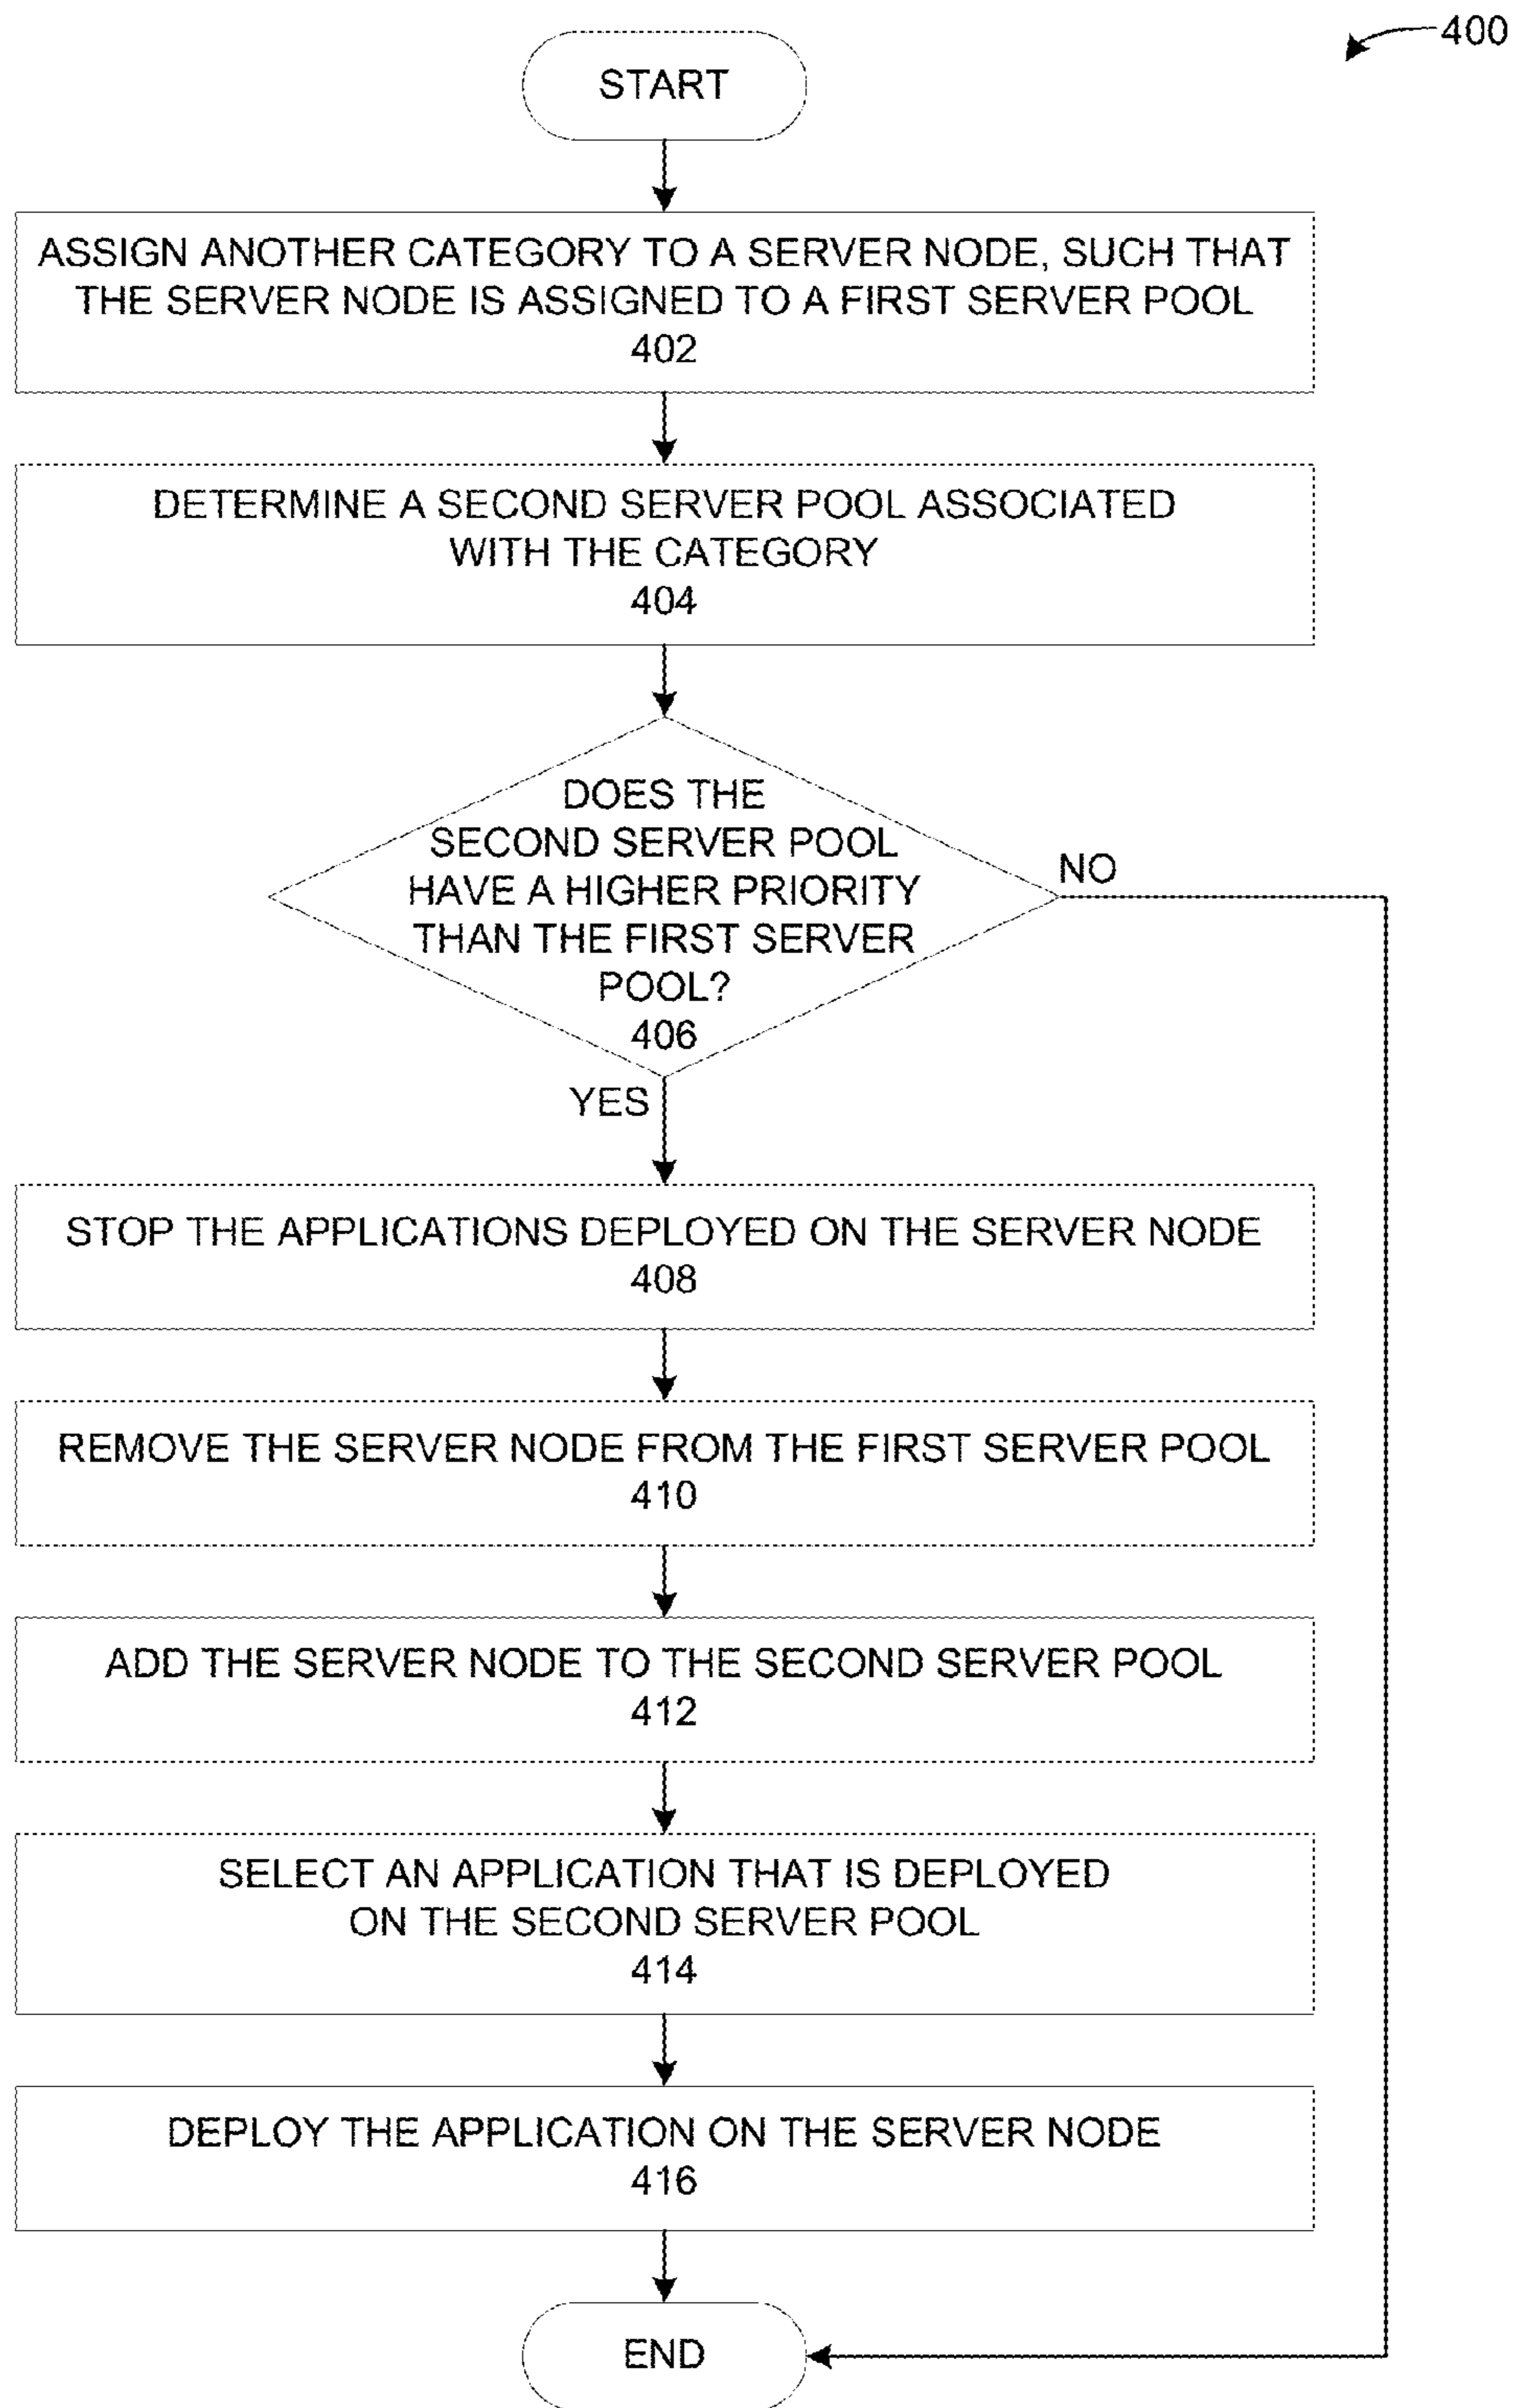 400
START
ASSIGN ANOTHER CATEGORY TO A SERVER NODE, SUCH THAT
THE SERVER NODE IS ASSIGNED TO A FIRST SERVER POOL
402
DETERMINE A SECOND SERVER POOL ASSOCIATED
WITH THE CATEGORY
404
DOES THE
SECOND SERVER POOL
HAVE A HIGHER PRIORITY
THAN THE FIRST SERVER
POOL?
406
NO
YES
STOP THE APPLICATIONS DEPLOYED ON THE SERVER NODE
408
REMOVE THE SERVER NODE FROM THE FIRST SERVER POOL
410
ADD THE SERVER NODE TO THE SECOND SERVER POOL
412
SELECT AN APPLICATION THAT IS DEPLOYED
ON THE SECOND SERVER POOL
414
DEPLOY THE APPLICATION ON THE SERVER NODE
416
END